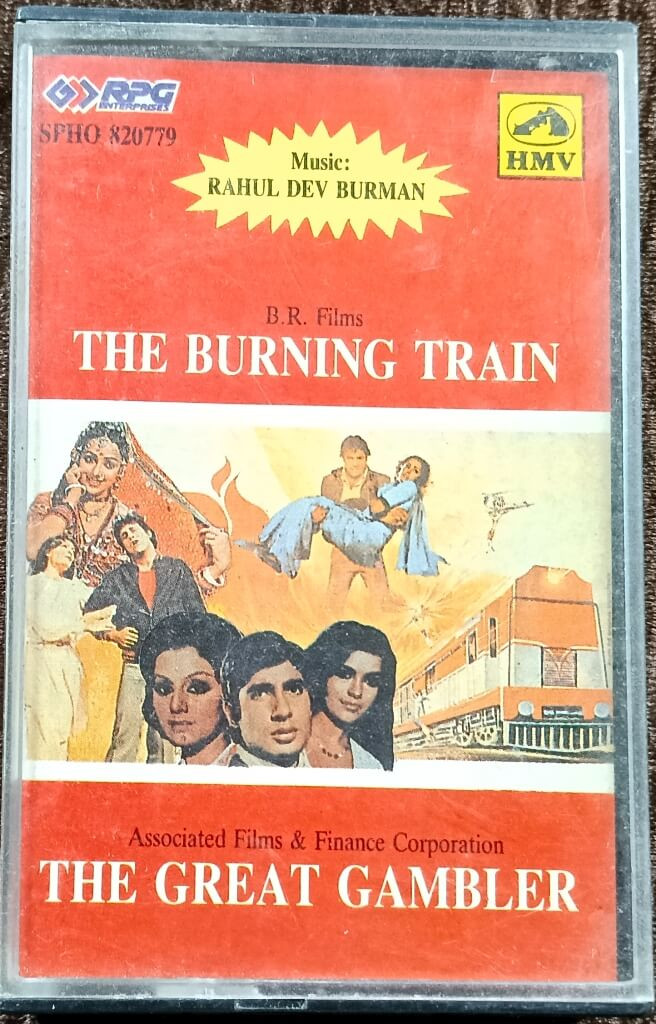 RPG
ENTERPRISES
SPHO 820779
HMV
Music:
RAHUL DEV BURMAN
B.R. Films
THE BURNING TRAIN
Associated Films & Finance Corporation
THE GREAT GAMBLER